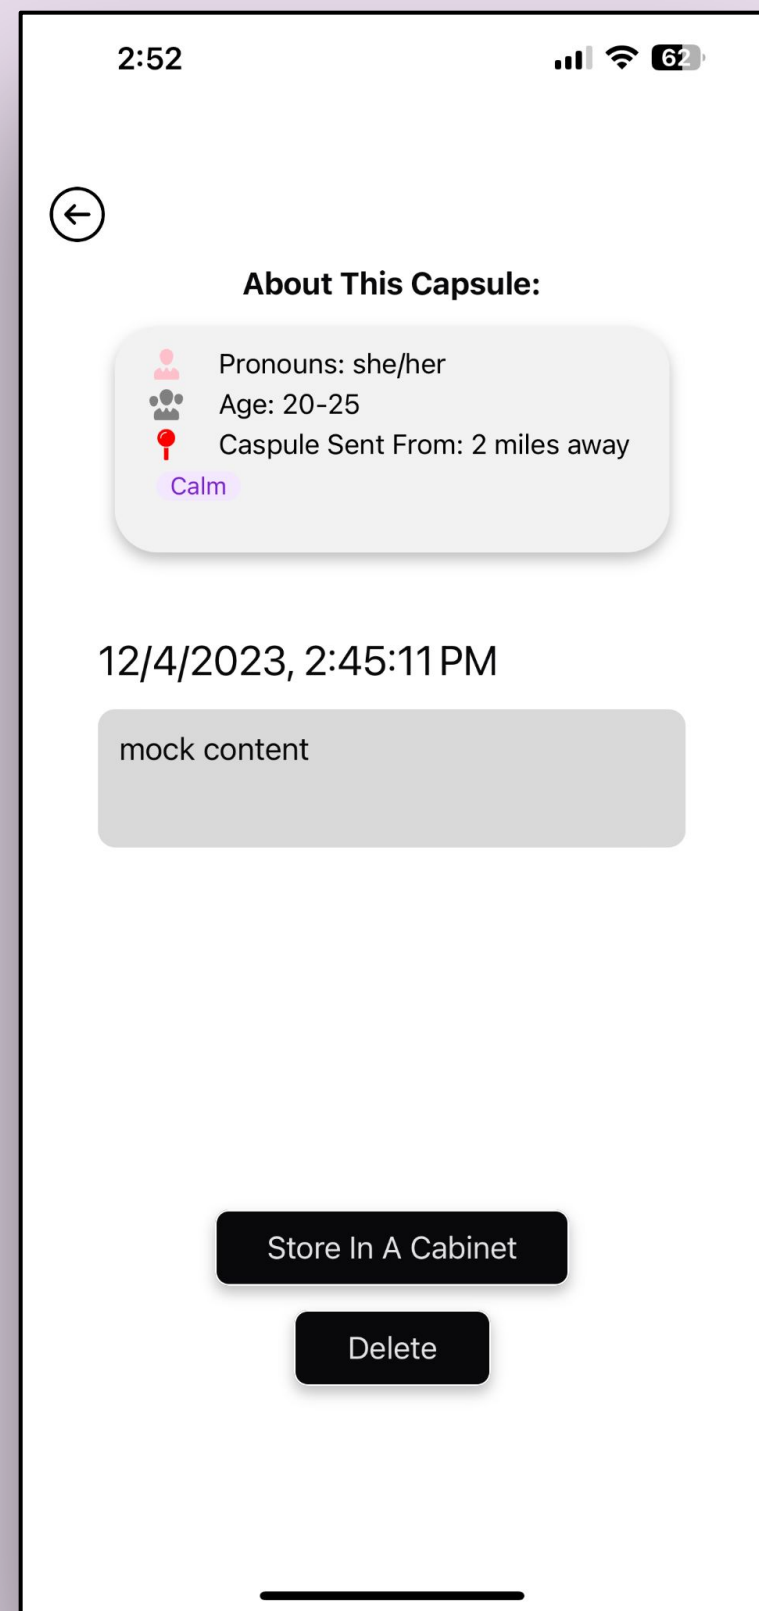 2:52
62
About This Capsule:
Pronouns: she/her
Age: 20-25
Caspule Sent From: 2 miles away
Calm
12/4/2023, 2:45:11 PM
mock content
Store In A Cabinet
Delete